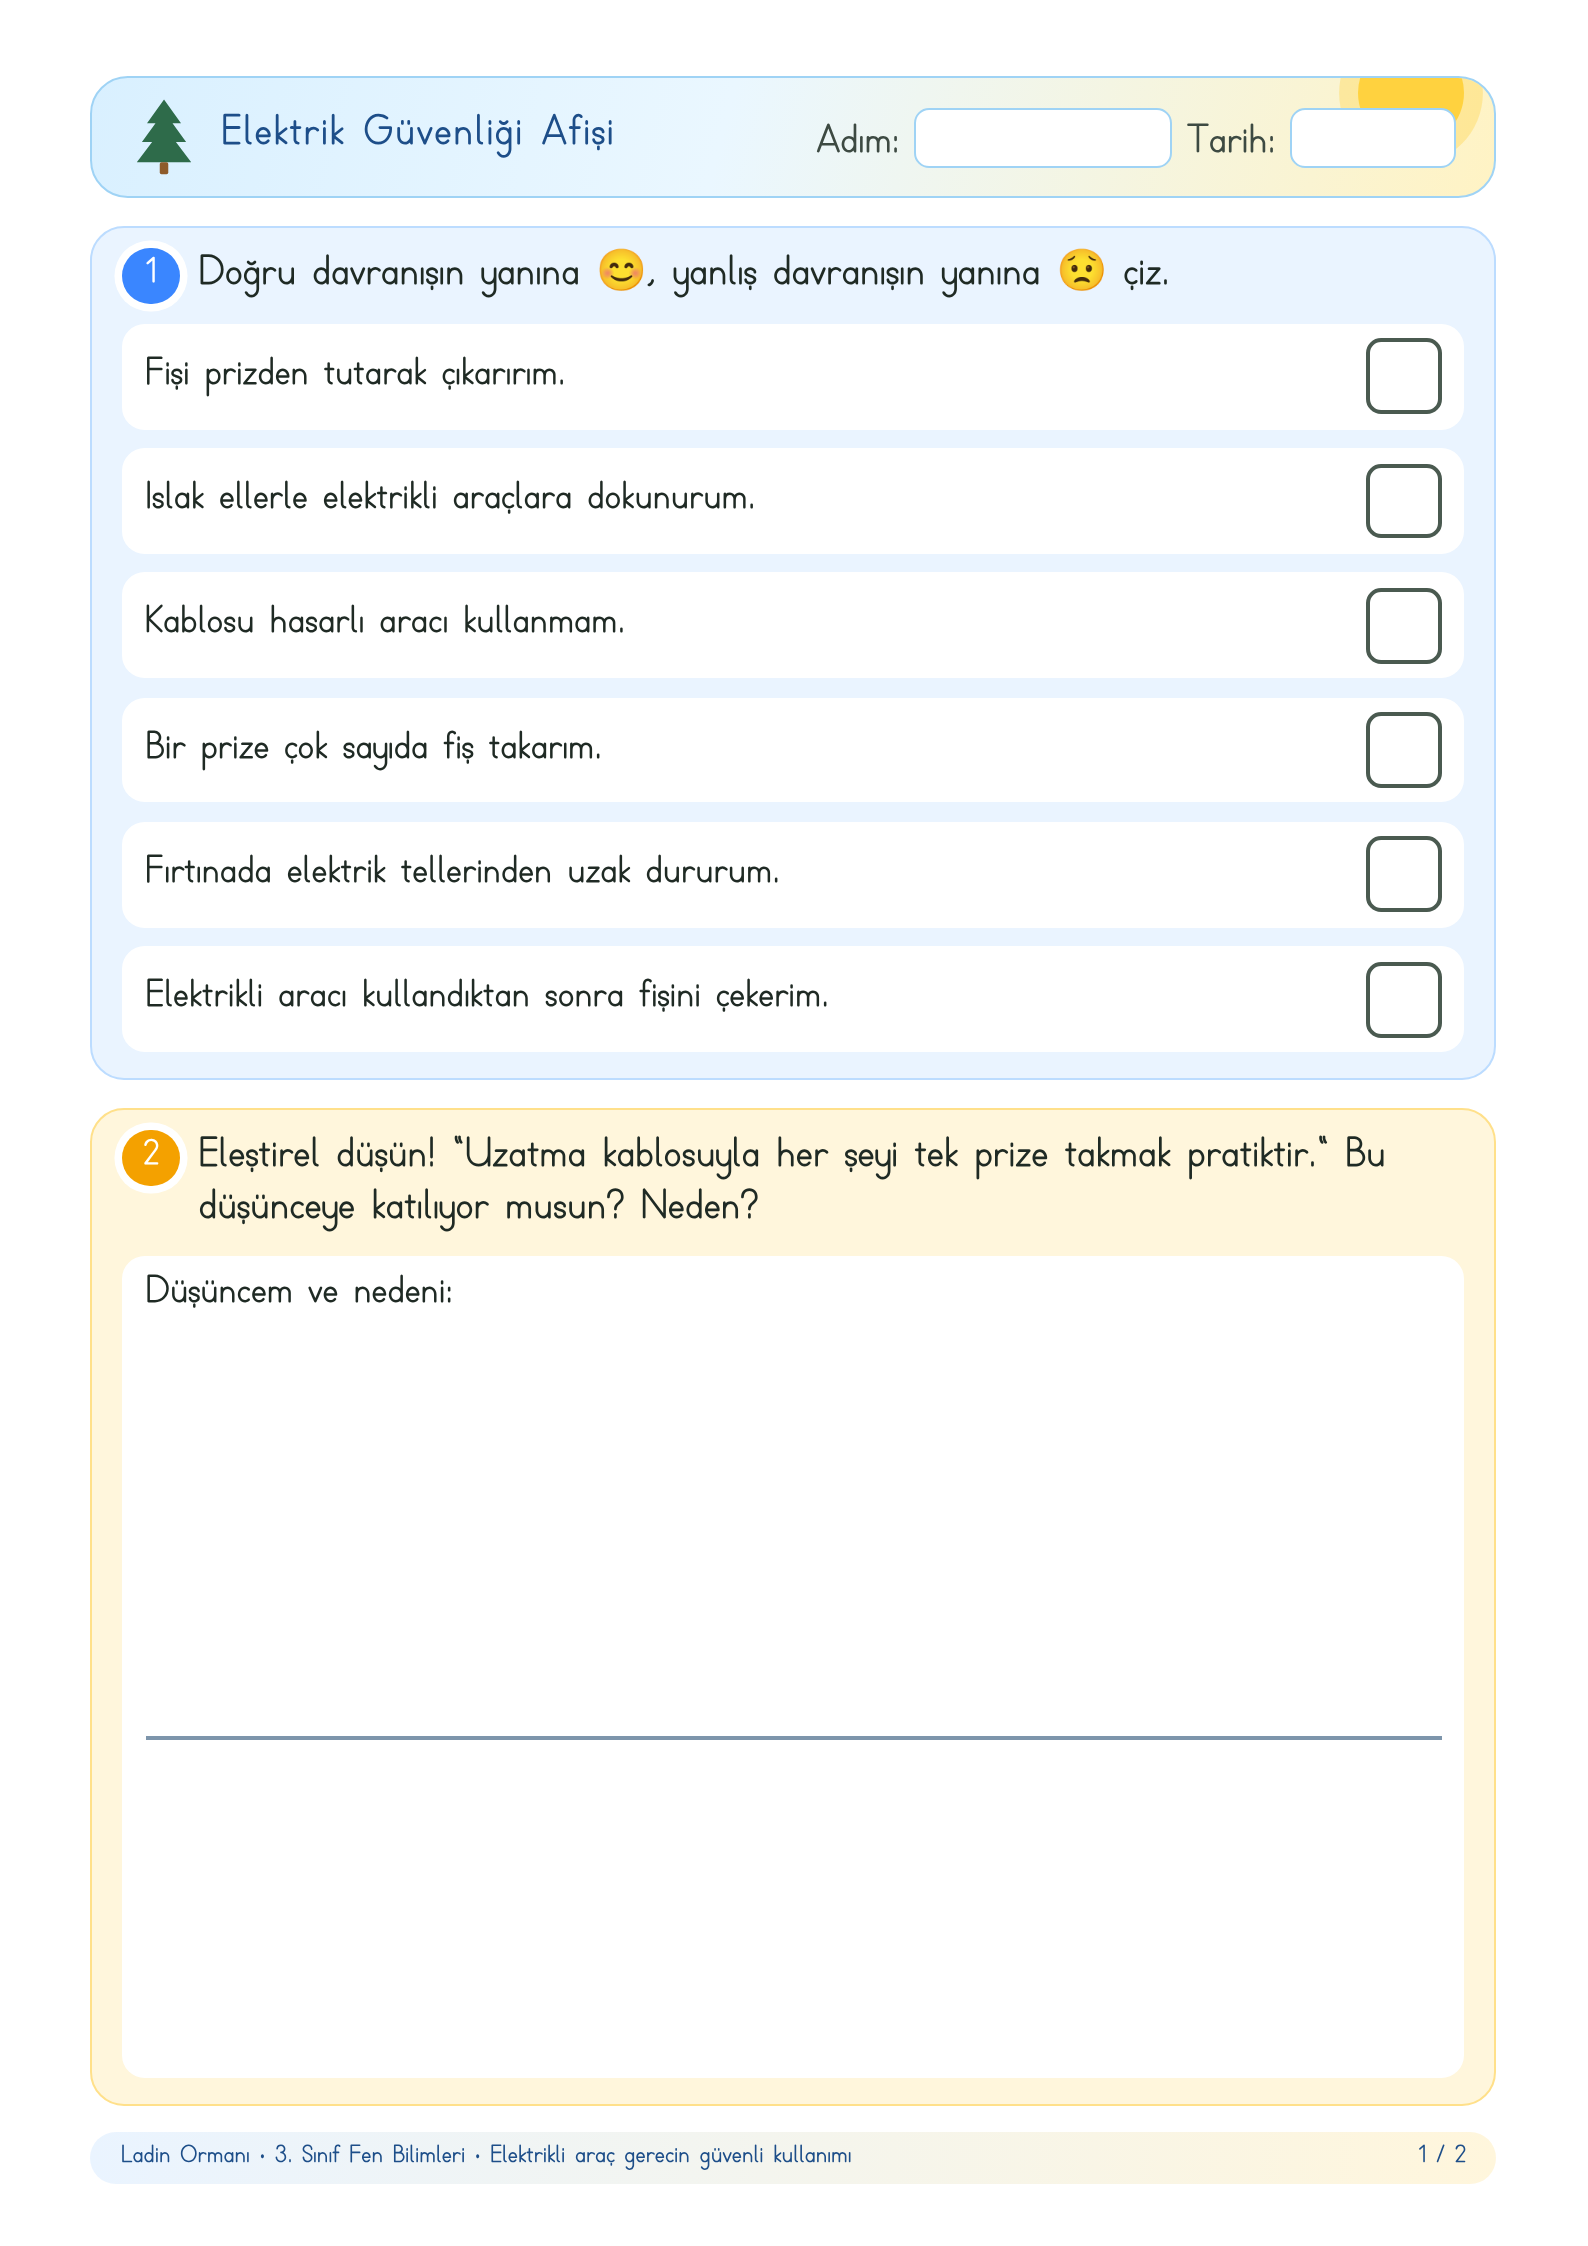 Elektrik Güvenliği Afişi
Adım:
Tarih:
1
Doğru davranışın yanına 😊, yanlış davranışın yanına 😟 çiz.
Fişi prizden tutarak çıkarırım.
Islak ellerle elektrikli araçlara dokunurum.
Kablosu hasarlı aracı kullanmam.
Bir prize çok sayıda fiş takarım.
Fırtınada elektrik tellerinden uzak dururum.
Elektrikli aracı kullandıktan sonra fişini çekerim.
2
Eleştirel düşün! “Uzatma kablosuyla her şeyi tek prize takmak pratiktir.“ Bu
düşünceye katılıyor musun? Neden?
Düşüncem ve nedeni:
Ladin Ormanı • 3. Sınıf Fen Bilimleri • Elektrikli araç gerecin güvenli kullanımı
1 / 2